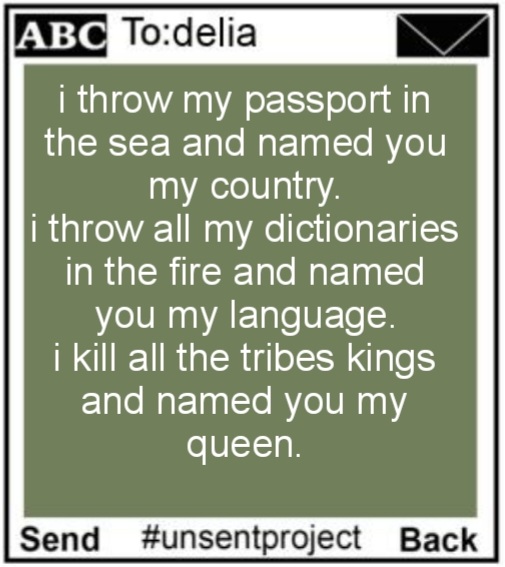 ABC To:delia
i throw my passport in
the sea and named you
my country.
i throw all my dictionaries
in the fire and named
you my language.
i kill all the tribes kings
and named you my
queen.
Send #unsentproject Back